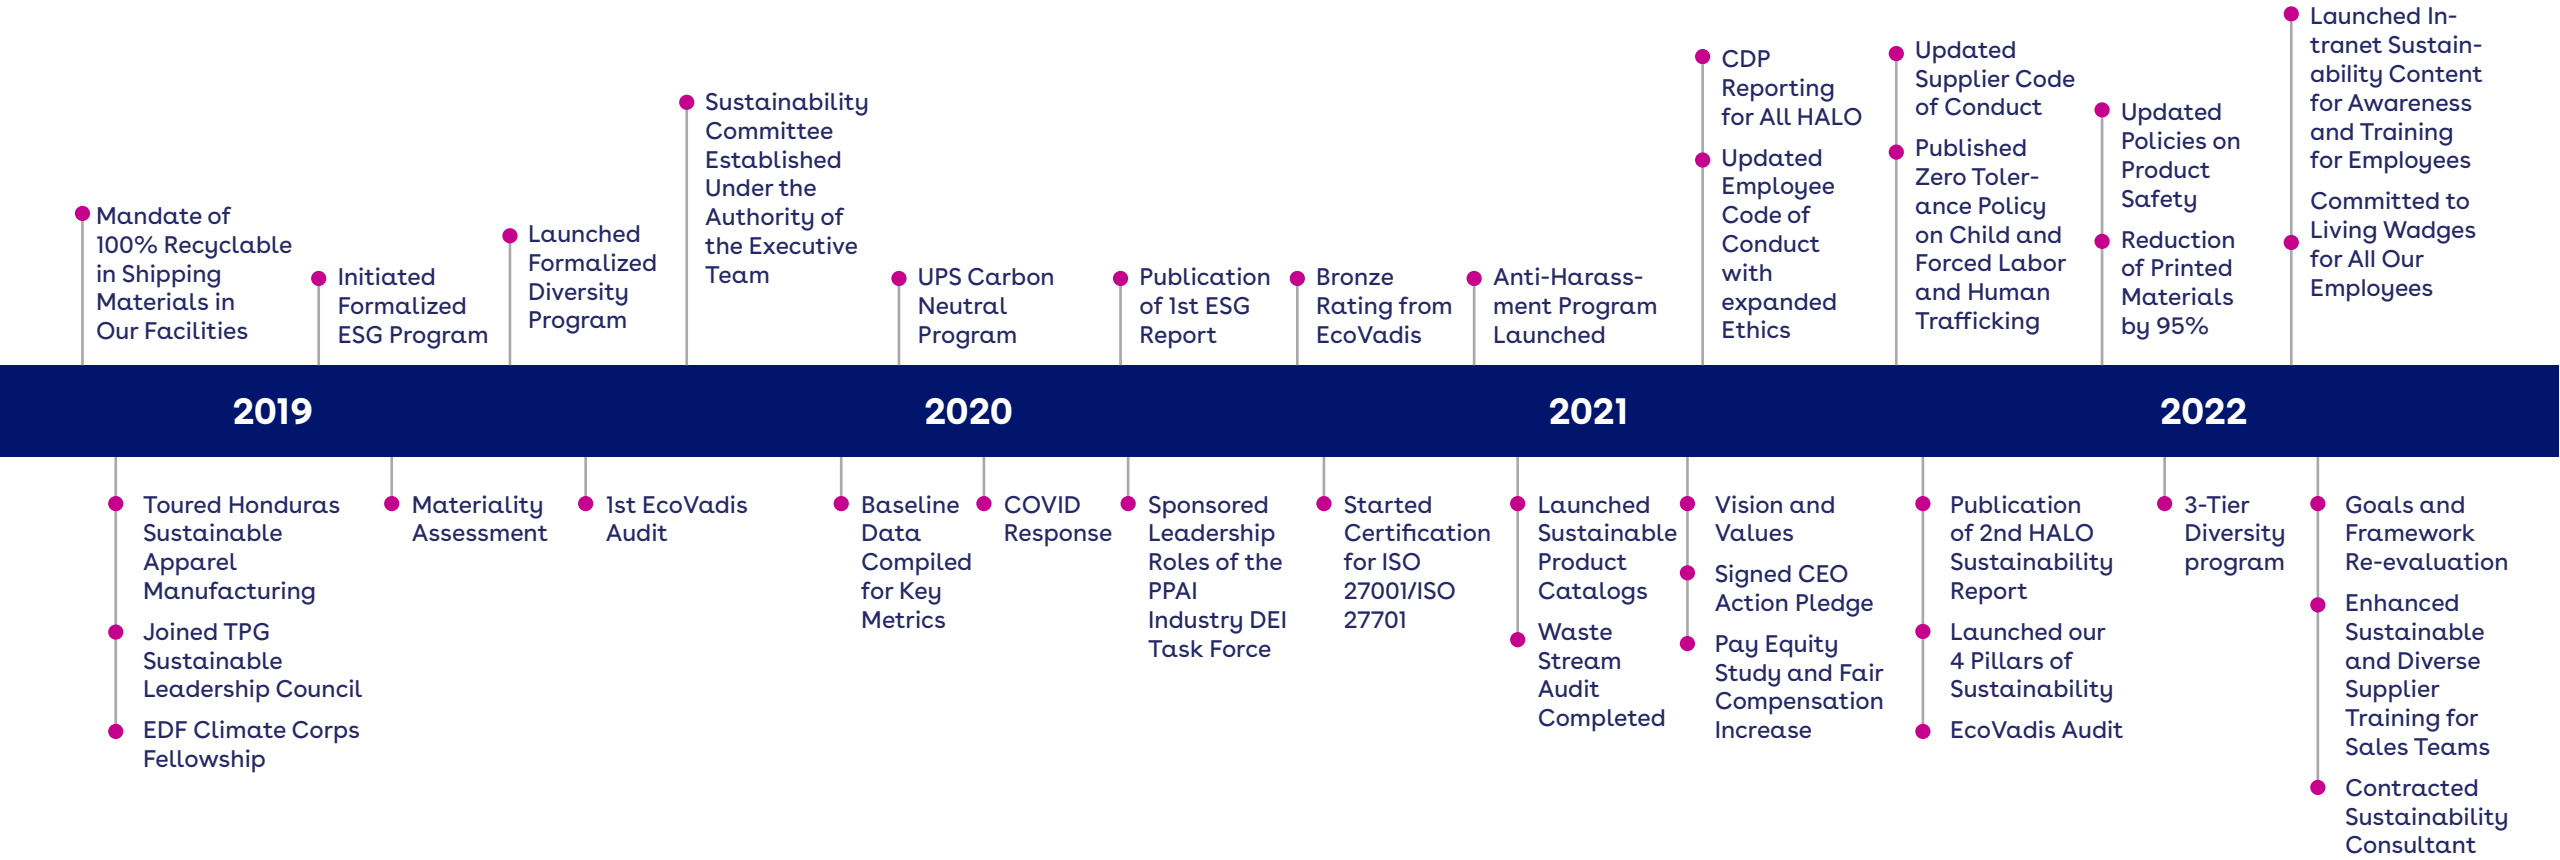 Mandate of
100% Recyclable
in Shipping
Materials in
Our Facilities
Initiated
Formalized
ESG Program
Launched
Formalized
Diversity
Program
Sustainability
Committee
Established
Under the
Authority of
the Executive
Team
UPS Carbon
Neutral
Program
Publication
of 1st ESG
Report
Bronze
Rating from
EcoVadis
Anti-Harass-
ment Program
Launched
CDP
Reporting
for All HALO
Updated
Employee
Code of
Conduct
with
expanded
Ethics
Updated
Supplier Code
of Conduct
Published
Zero Toler-
ance Policy
on Child and
Forced Labor
and Human
Trafficking
Updated
Policies on
Product
Safety
Reduction
of Printed
Materials
by 95%
Launched In-
tranet Sustain-
ability Content
for Awareness
and Training
for Employees
Committed to
Living Wadges
for All Our
Employees
2019
2020
2021
2022
Toured Honduras
Sustainable
Apparel
Manufacturing
Joined TPG
Sustainable
Leadership Council
EDF Climate Corps
Fellowship
Materiality
Assessment
1st EcoVadis
Audit
Baseline
Data
Compiled
for Key
Metrics
COVID
Response
Sponsored
Leadership
Roles of the
PPAI
Industry DEI
Task Force
Started
Certification
for ISO
27001/ISO
27701
Launched
Sustainable
Product
Catalogs
Waste
Stream
Audit
Completed
Vision and
Values
Signed CEO
Action Pledge
Pay Equity
Study and Fair
Compensation
Increase
Publication
of 2nd HALO
Sustainability
Report
Launched our
4 Pillars of
Sustainability
EcoVadis Audit
3-Tier
Diversity
program
Goals and
Framework
Re-evaluation
Enhanced
Sustainable
and Diverse
Supplier
Training for
Sales Teams
Contracted
Sustainability
Consultant